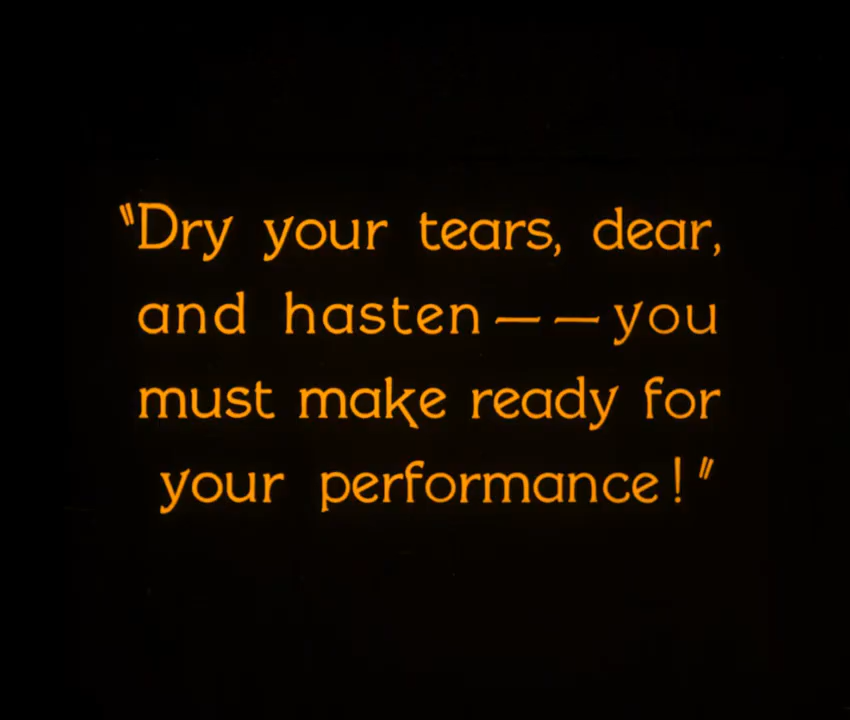 "Dry your tears, dear,
and hasten — — you
must make ready for
your performance!"